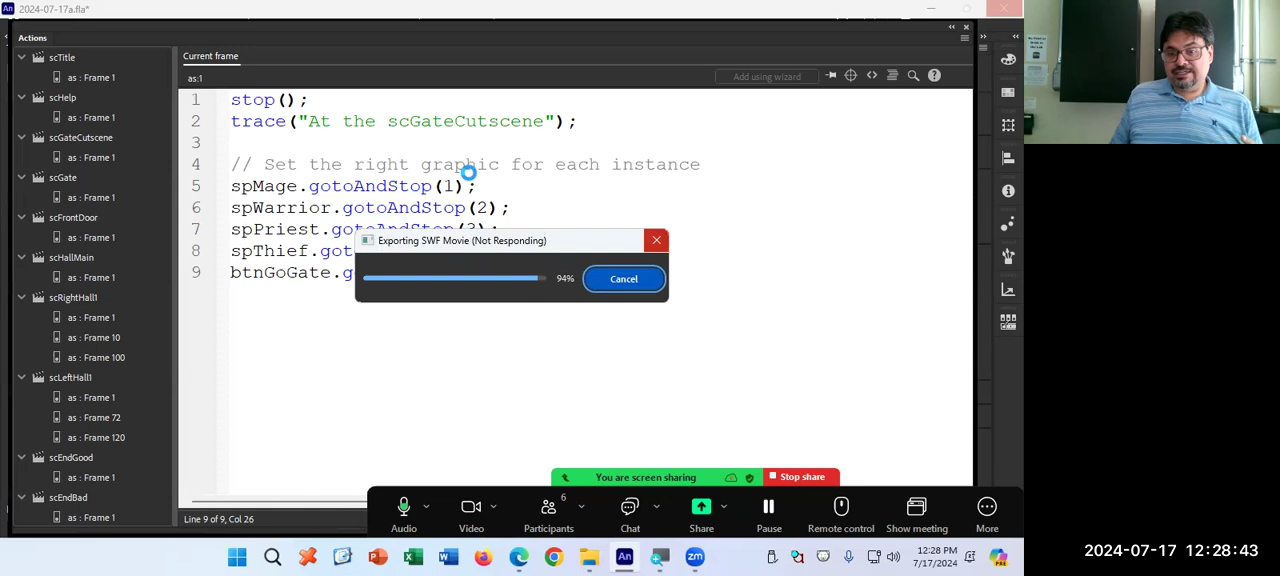 An 2024-07-17a.fla*
Actions
Current frame
scTitle
as : Frame 1
scHelp
as : Frame 1
scGateCutscene
as : Frame 1
scGate
as : Frame 1
scFrontDoor
as : Frame 1
scHallMain
as : Frame 1
scRightHall1
as : Frame 1
as : Frame 10
as : Frame 100
scLeftHall1
as : Frame 1
as : Frame 72
as : Frame 120
scEndGood
as : Frame 1
scEndBad
as : Frame 1
as:1
Add using wizard
1 stop();
2 trace("At the scGateCutscene");
3
4 // Set the right graphic for each instance
5 spMage.gotoAndStop(1);
6 spWarrior.gotoAndStop(2);
7 spPriest.gotoAndStop(3);
8 spThief.got
9 btnGoGate.g
Exporting SWF Movie (Not Responding)
94%
Cancel
Line 9 of 9, Col 26
You are screen sharing
Stop share
6
Audio
Video
Participants
Chat
Share
Pause
Remote control
Show meeting
More
An
zm
12:28 PM
7/17/2024
PRE
2024-07-17 12:28:43